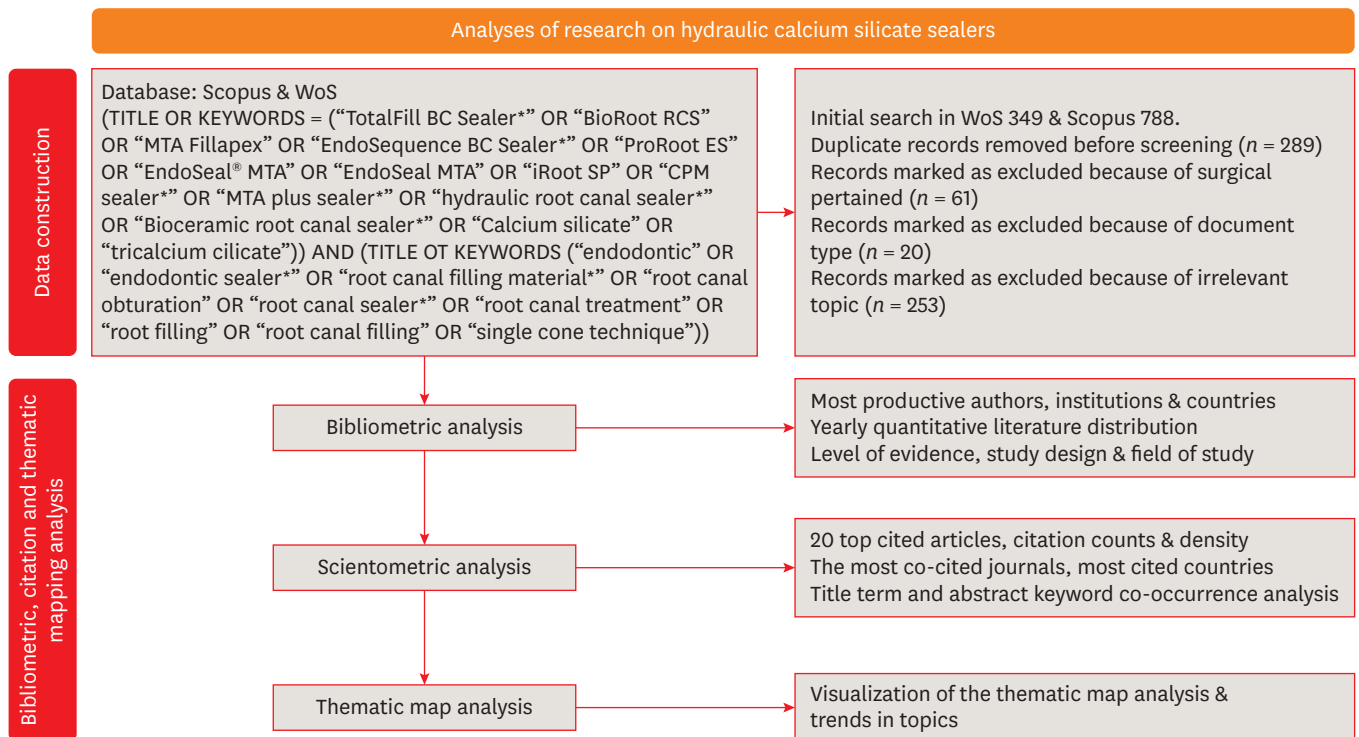 Analyses of research on hydraulic calcium silicate sealers
Data construction
Database: Scopus & WoS
(TITLE OR KEYWORDS = (“TotalFill BC Sealer*” OR “BioRoot RCS”
OR “MTA Fillapex” OR “EndoSequence BC Sealer*” OR “ProRoot ES”
OR “EndoSeal® MTA” OR “EndoSeal MTA” OR “iRoot SP” OR “CPM
sealer*” OR “MTA plus sealer*” OR “hydraulic root canal sealer*”
OR “Bioceramic root canal sealer*” OR “Calcium silicate” OR
“tricalcium cilicate”)) AND (TITLE OT KEYWORDS (“endodontic” OR
“endodontic sealer*” OR “root canal filling material*” OR “root canal
obturation” OR “root canal sealer*” OR “root canal treatment” OR
“root filling” OR “root canal filling” OR “single cone technique”))
Initial search in WoS 349 & Scopus 788.
Duplicate records removed before screening (n = 289)
Records marked as excluded because of surgical
pertained (n = 61)
Records marked as excluded because of document
type (n = 20)
Records marked as excluded because of irrelevant
topic (n = 253)
Bibliometric, citation and thematic
mapping analysis
Bibliometric analysis
Most productive authors, institutions & countries
Yearly quantitative literature distribution
Level of evidence, study design & field of study
Scientometric analysis
20 top cited articles, citation counts & density
The most co-cited journals, most cited countries
Title term and abstract keyword co-occurrence analysis
Thematic map analysis
Visualization of the thematic map analysis &
trends in topics